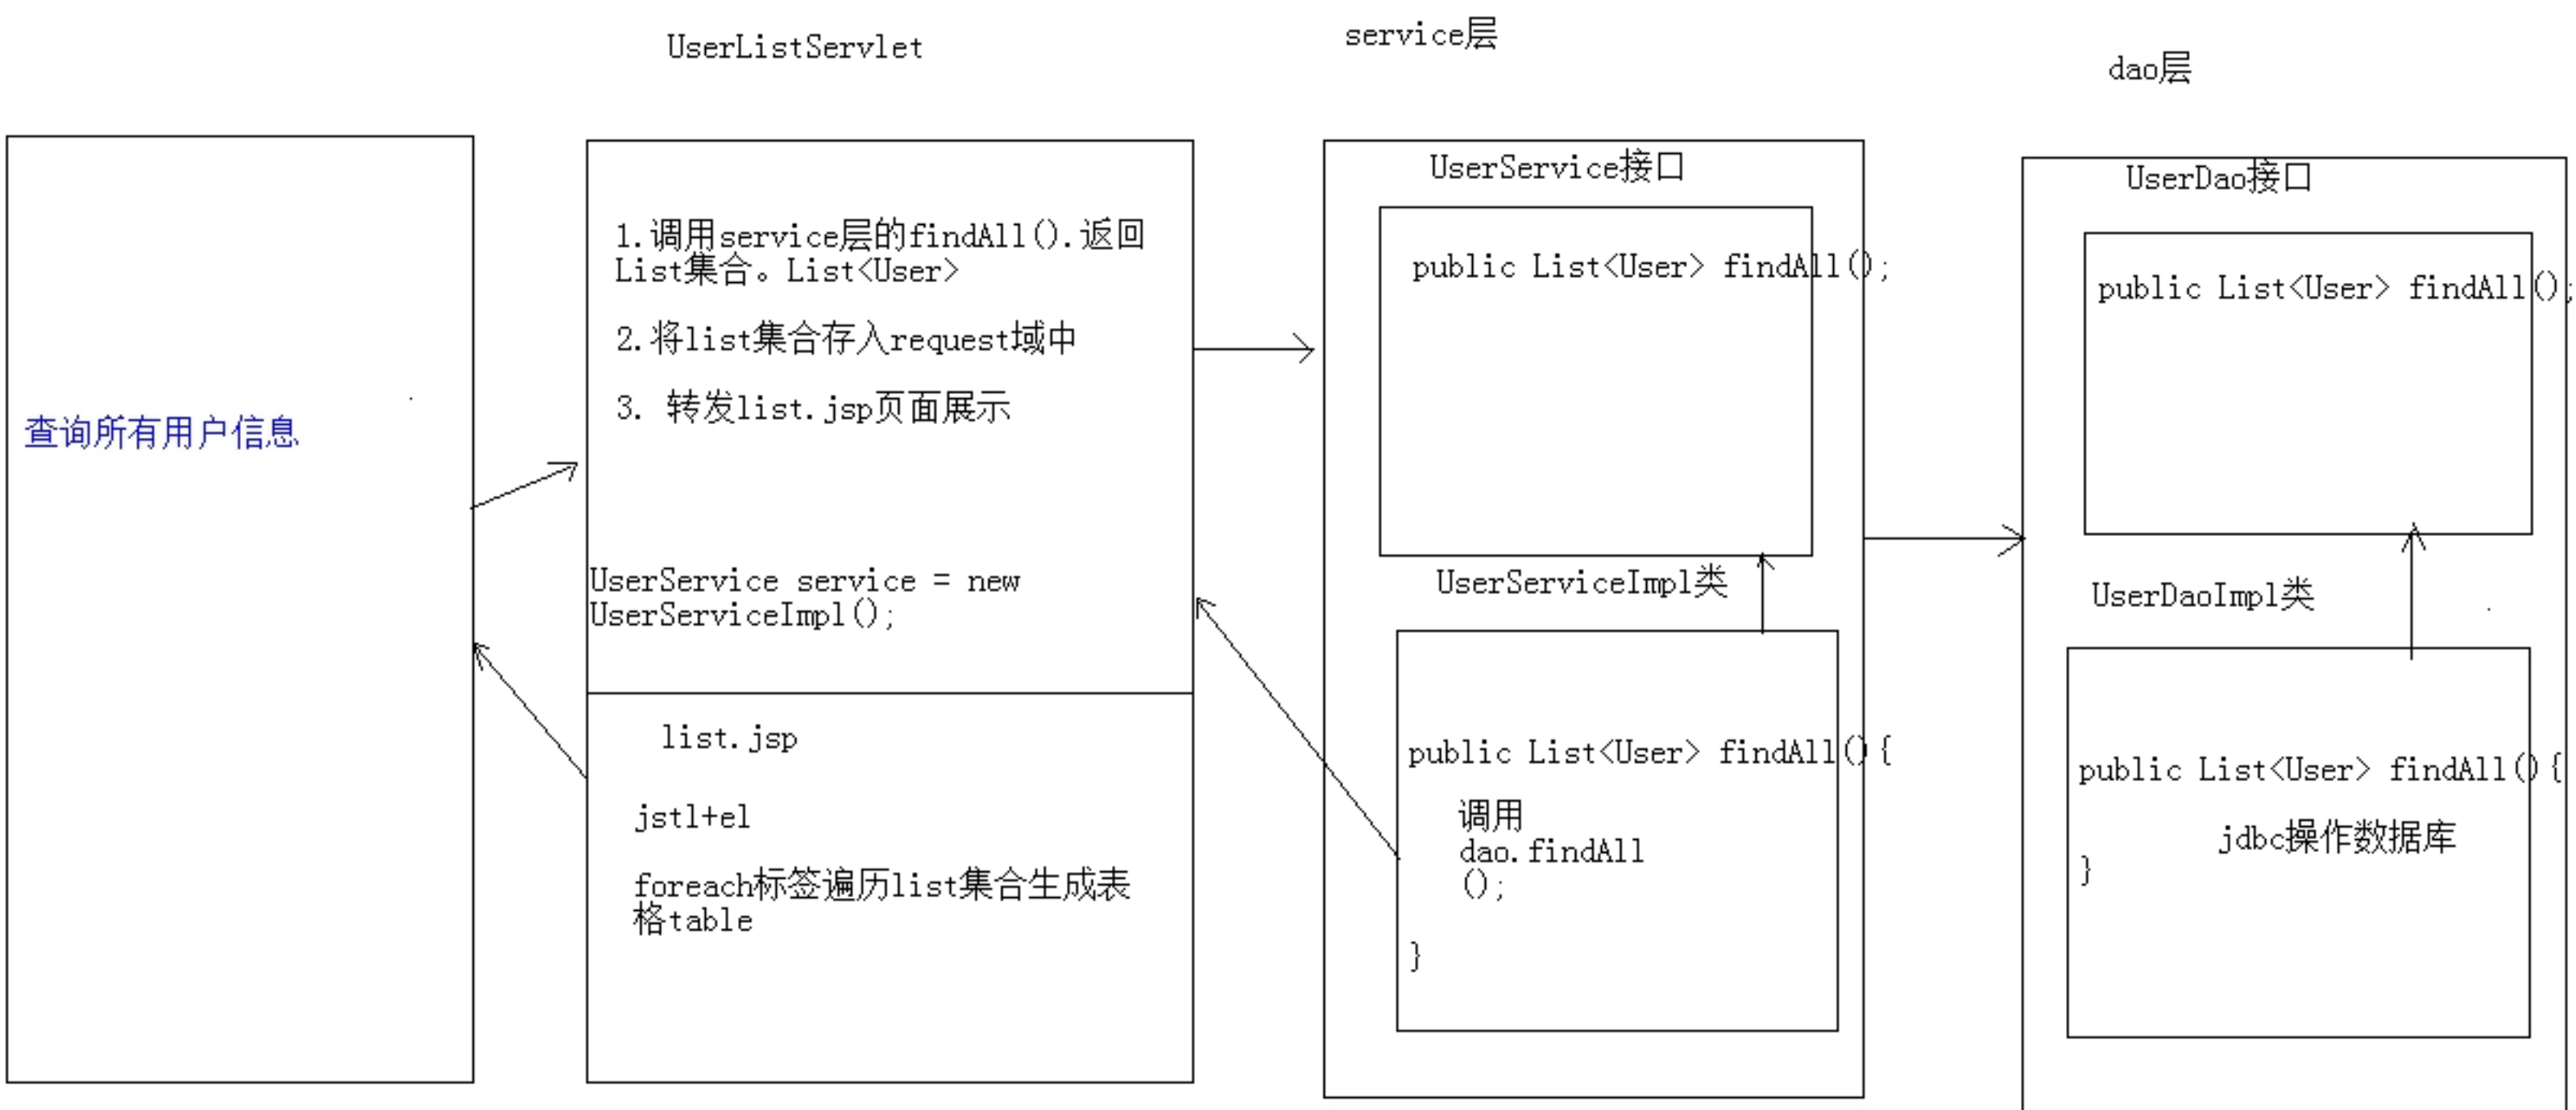 UserListServlet
service层
dao层
查询所有用户信息
1.调用service层的findAll().返回
List集合。List<User>
2.将list集合存入request域中
3. 转发list.jsp页面展示
UserService service = new
UserServiceImpl();
list.jsp
jstl+el
foreach标签遍历list集合生成表
格table
UserService接口
public List<User> findAll();
UserServiceImpl类
public List<User> findAll(){
调用
dao.findAll
();
}
UserDao接口
public List<User> findAll();
UserDaoImpl类
public List<User> findAll(){
jdbc操作数据库
}